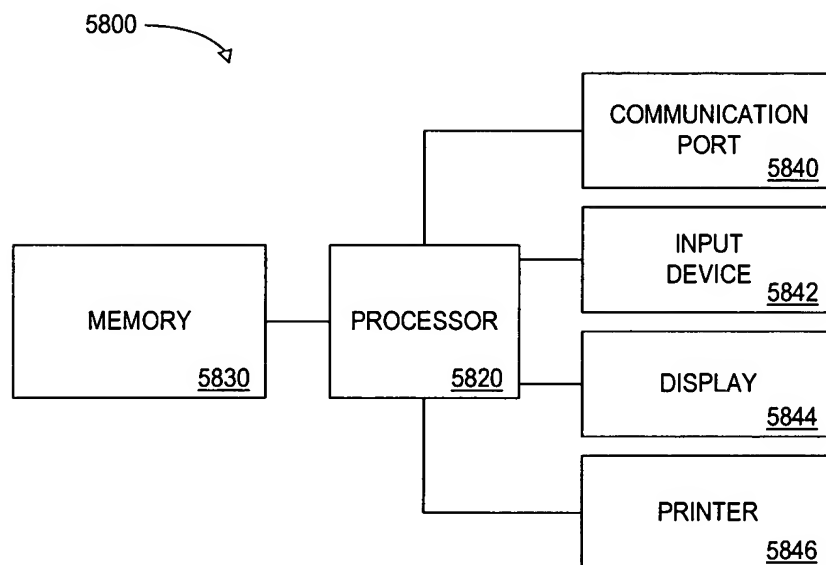 5800
COMMUNICATION
PORT
5840
INPUT
DEVICE
5842
MEMORY
5830
PROCESSOR
5820
DISPLAY
5844
PRINTER
5846